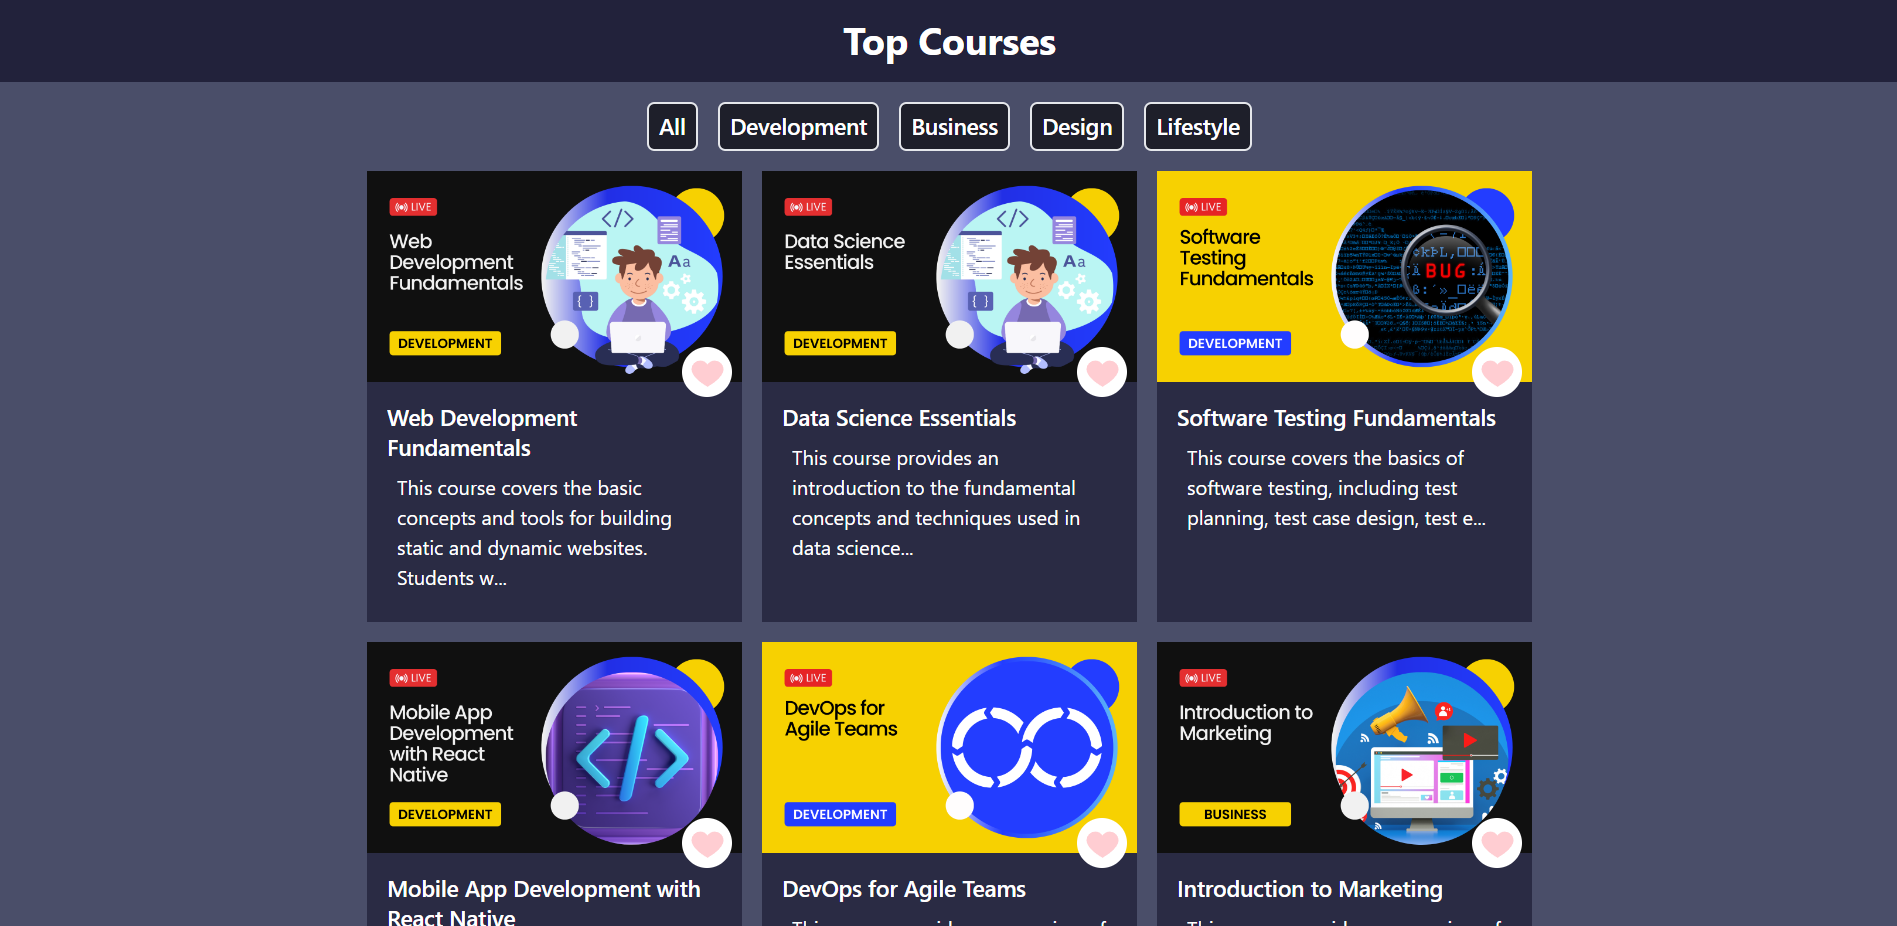 Top Courses
All
Development
Business
Design
Lifestyle
LIVE
Web
Development
Fundamentals
Aa
DEVELOPMENT
LIVE
Data Science
Essentials
Aa
DEVELOPMENT
LIVE
Software
Testing
Fundamentals
BUG
DEVELOPMENT
Web Development
Fundamentals
This course covers the basic
concepts and tools for building
static and dynamic websites.
Students w...
Data Science Essentials
This course provides an
introduction to the fundamental
concepts and techniques used in
data science...
Software Testing Fundamentals
This course covers the basics of
software testing, including test
planning, test case design, test e...
LIVE
Mobile App
Development
with React
Native
DEVELOPMENT
LIVE
DevOps for
Agile Teams
DEVELOPMENT
LIVE
Introduction to
Marketing
BUSINESS
Mobile App Development with
React Native
DevOps for Agile Teams
Introduction to Marketing